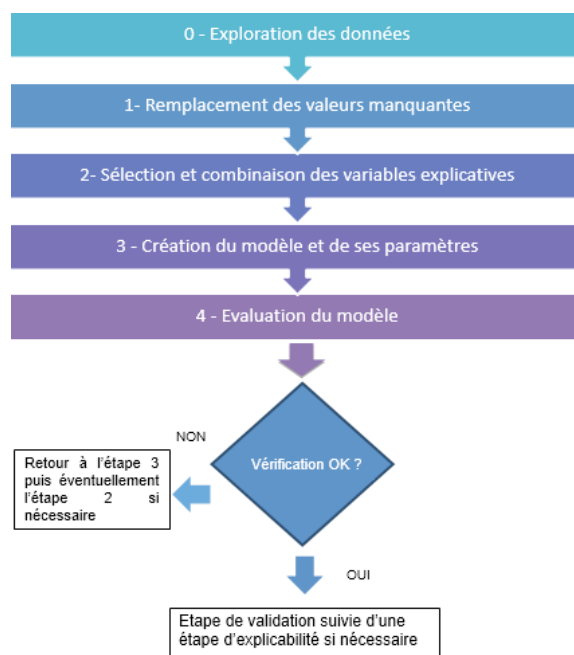 0 - Exploration des données
1- Remplacement des valeurs manquantes
2- Sélection et combinaison des variables explicatives
3 - Création du modèle et de ses paramètres
4 - Evaluation du modèle
Vérification OK ?
NON
Retour à l'étape 3
puis éventuellement
l'étape 2 si
nécessaire
OUI
Etape de validation suivie d'une
étape d'explicabilité si nécessaire